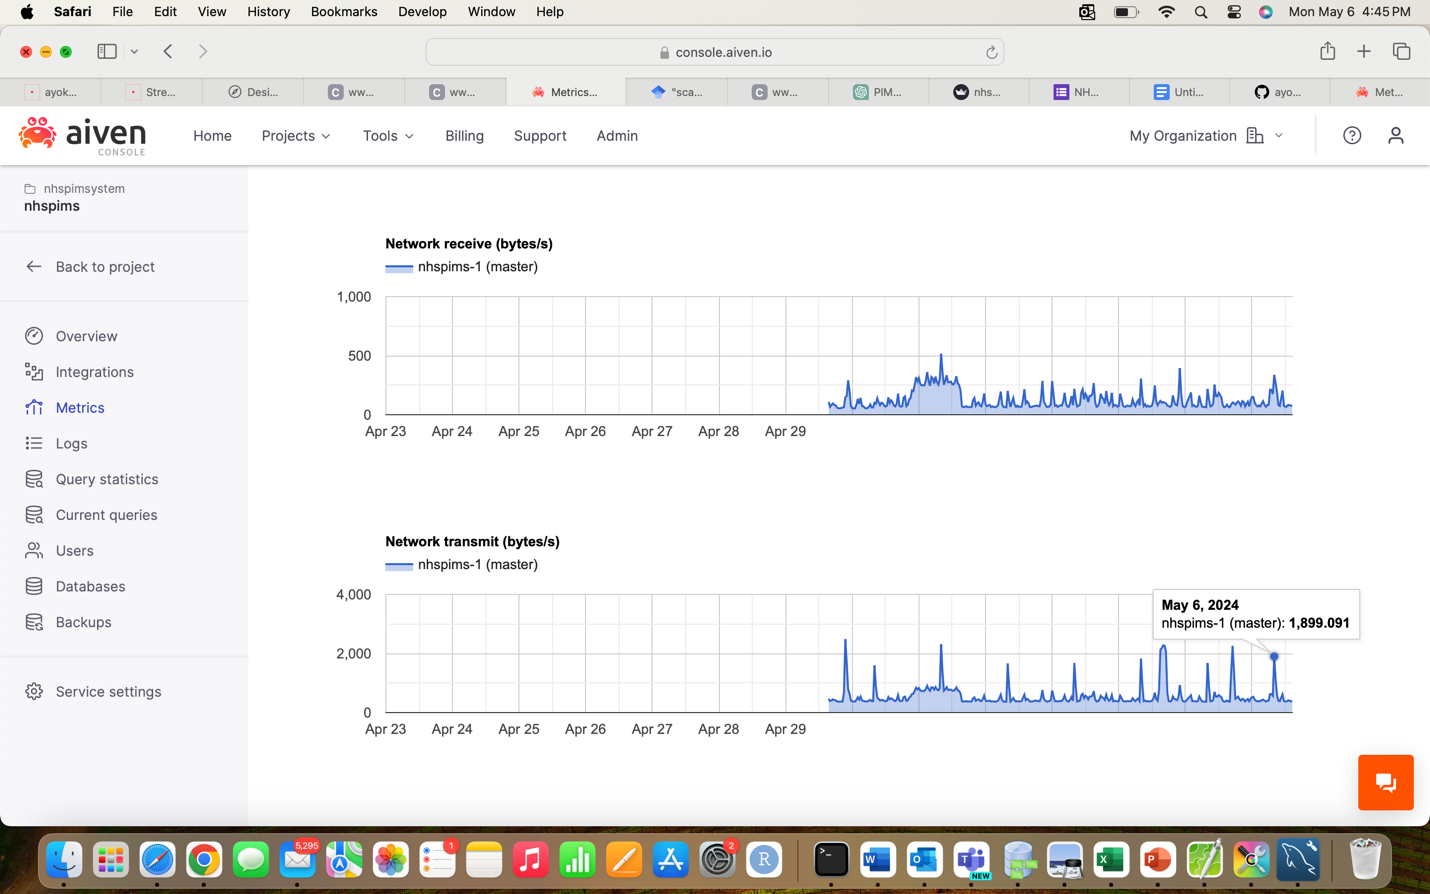 Safari File Edit View History Bookmarks Develop Window Help Mon May 6 4:45 PM
console.aiven.io
ayok... Stre... Desi... C ww... C ww... Metrics... "sca... C ww... PIM... nhs... NH... Unti... ayo... Met...
aiven
CONSOLE
Home Projects Tools Billing Support Admin My Organization
nhspimsystem
nhspims
Back to project
Overview
Integrations
Metrics
Logs
Query statistics
Current queries
Users
Databases
Backups
Service settings
Network receive (bytes/s)
nhspims-1 (master)
1,000
500
0
Apr 23 Apr 24 Apr 25 Apr 26 Apr 27 Apr 28 Apr 29
Network transmit (bytes/s)
nhspims-1 (master)
4,000
2,000
0
Apr 23 Apr 24 Apr 25 Apr 26 Apr 27 Apr 28 Apr 29
May 6, 2024
nhspims-1 (master): 1,899.091
5,295 1 2
R W O T NEW X P